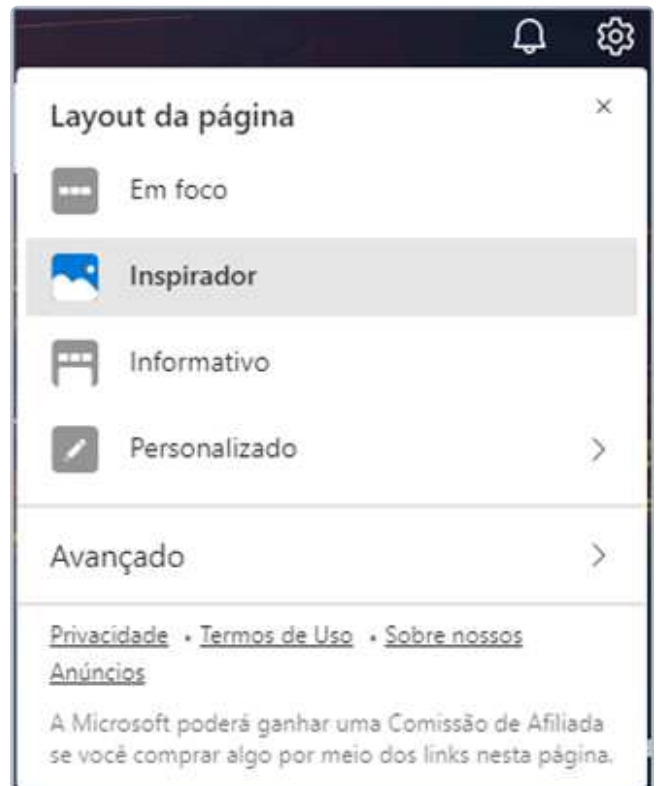 Layout da página
Em foco
Inspirador
Informativo
Personalizado
Avançado
Privacidade • Termos de Uso • Sobre nossos
Anúncios
A Microsoft poderá ganhar uma Comissão de Afiliada
se você comprar algo por meio dos links nesta página.